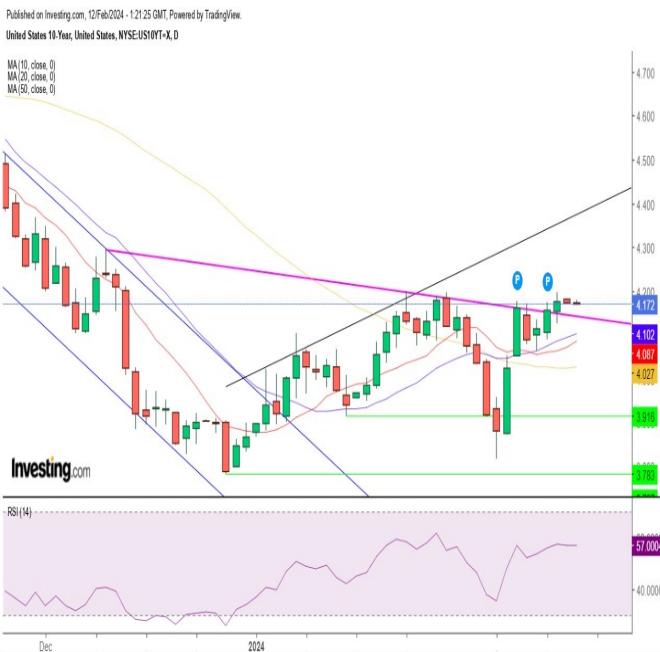 Published on Investing.com, 12/Feb/2024 - 1:21:25 GMT, Powered by TradingView.
United States 10-Year, United States, NYSE:US10YT=X, D
MA (10, close, 0)
MA (20, close, 0)
MA (50, close, 0)
4.700
4.600
4.500
4.400
4.300
4.200
4.172
4.102
4.087
4.027
3.916
3.783
P
P
Investing.com
RSI (14)
57.000
40.0000
Dec
2024